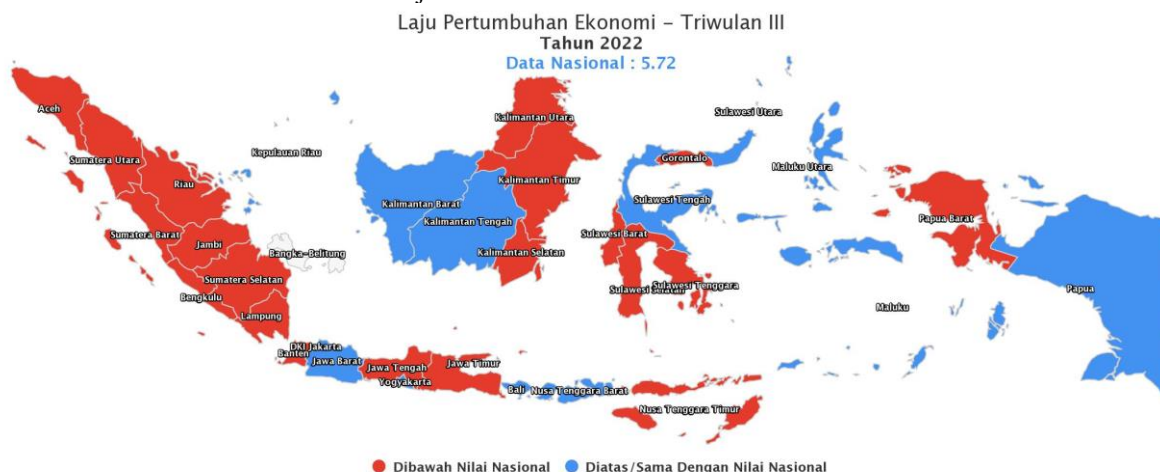 Laju Pertumbuhan Ekonomi – Triwulan III
Tahun 2022
Data Nasional : 5.72
Aceh
Sumatera Utara
Kepulauan Riau
Riau
Sumatera Barat
Jambi
Bangka-Belitung
Sumatera Selatan
Bengkulu
Lampung
DKI Jakarta
Banten
Jawa Barat
Jawa Tengah
Yogyakarta
Jawa Timur
Bali
Nusa Tenggara Barat
Nusa Tenggara Timur
Kalimantan Utara
Kalimantan Timur
Kalimantan Barat
Kalimantan Tengah
Kalimantan Selatan
Sulawesi Utara
Gorontalo
Sulawesi Tengah
Sulawesi Barat
Sulawesi Selatan
Sulawesi Tenggara
Maluku Utara
Maluku
Papua Barat
Papua
Dibawah Nilai Nasional
Diatas/Sama Dengan Nilai Nasional